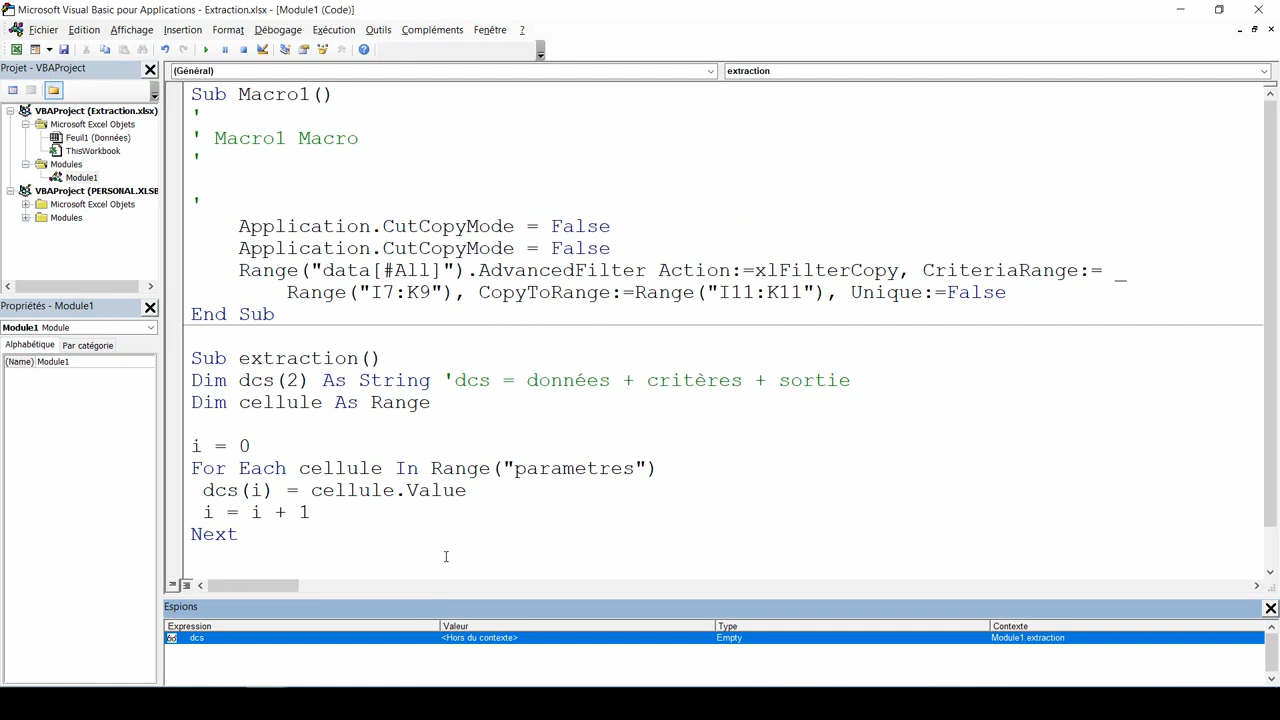 Microsoft Visual Basic pour Applications - Extraction.xlsx - [Module1 (Code)]
Fichier Edition Affichage Insertion Format Débogage Exécution Outils Compléments Fenêtre ?
Projet - VBAProject
(Général)
extraction
VBAProject (Extraction.xlsx)
Microsoft Excel Objets
Feuil1 (Données)
ThisWorkbook
Modules
Module1
VBAProject (PERSONAL.XLSB
Microsoft Excel Objets
Modules
Propriétés - Module1
Module1 Module
Alphabétique Par catégorie
(Name) Module1
Sub Macro1()
'
' Macro1 Macro
'
'
Application.CutCopyMode = False
Application.CutCopyMode = False
Range("data[#All]").AdvancedFilter Action:=xlFilterCopy, CriteriaRange:= _
Range("I7:K9"), CopyToRange:=Range("I11:K11"), Unique:=False
End Sub
Sub extraction()
Dim dcs(2) As String 'dcs = données + critères + sortie
Dim cellule As Range
i = 0
For Each cellule In Range("parametres")
dcs(i) = cellule.Value
i = i + 1
Next
Espions
Expression Valeur Type Contexte
dcs <Hors du contexte> Empty Module1.extraction